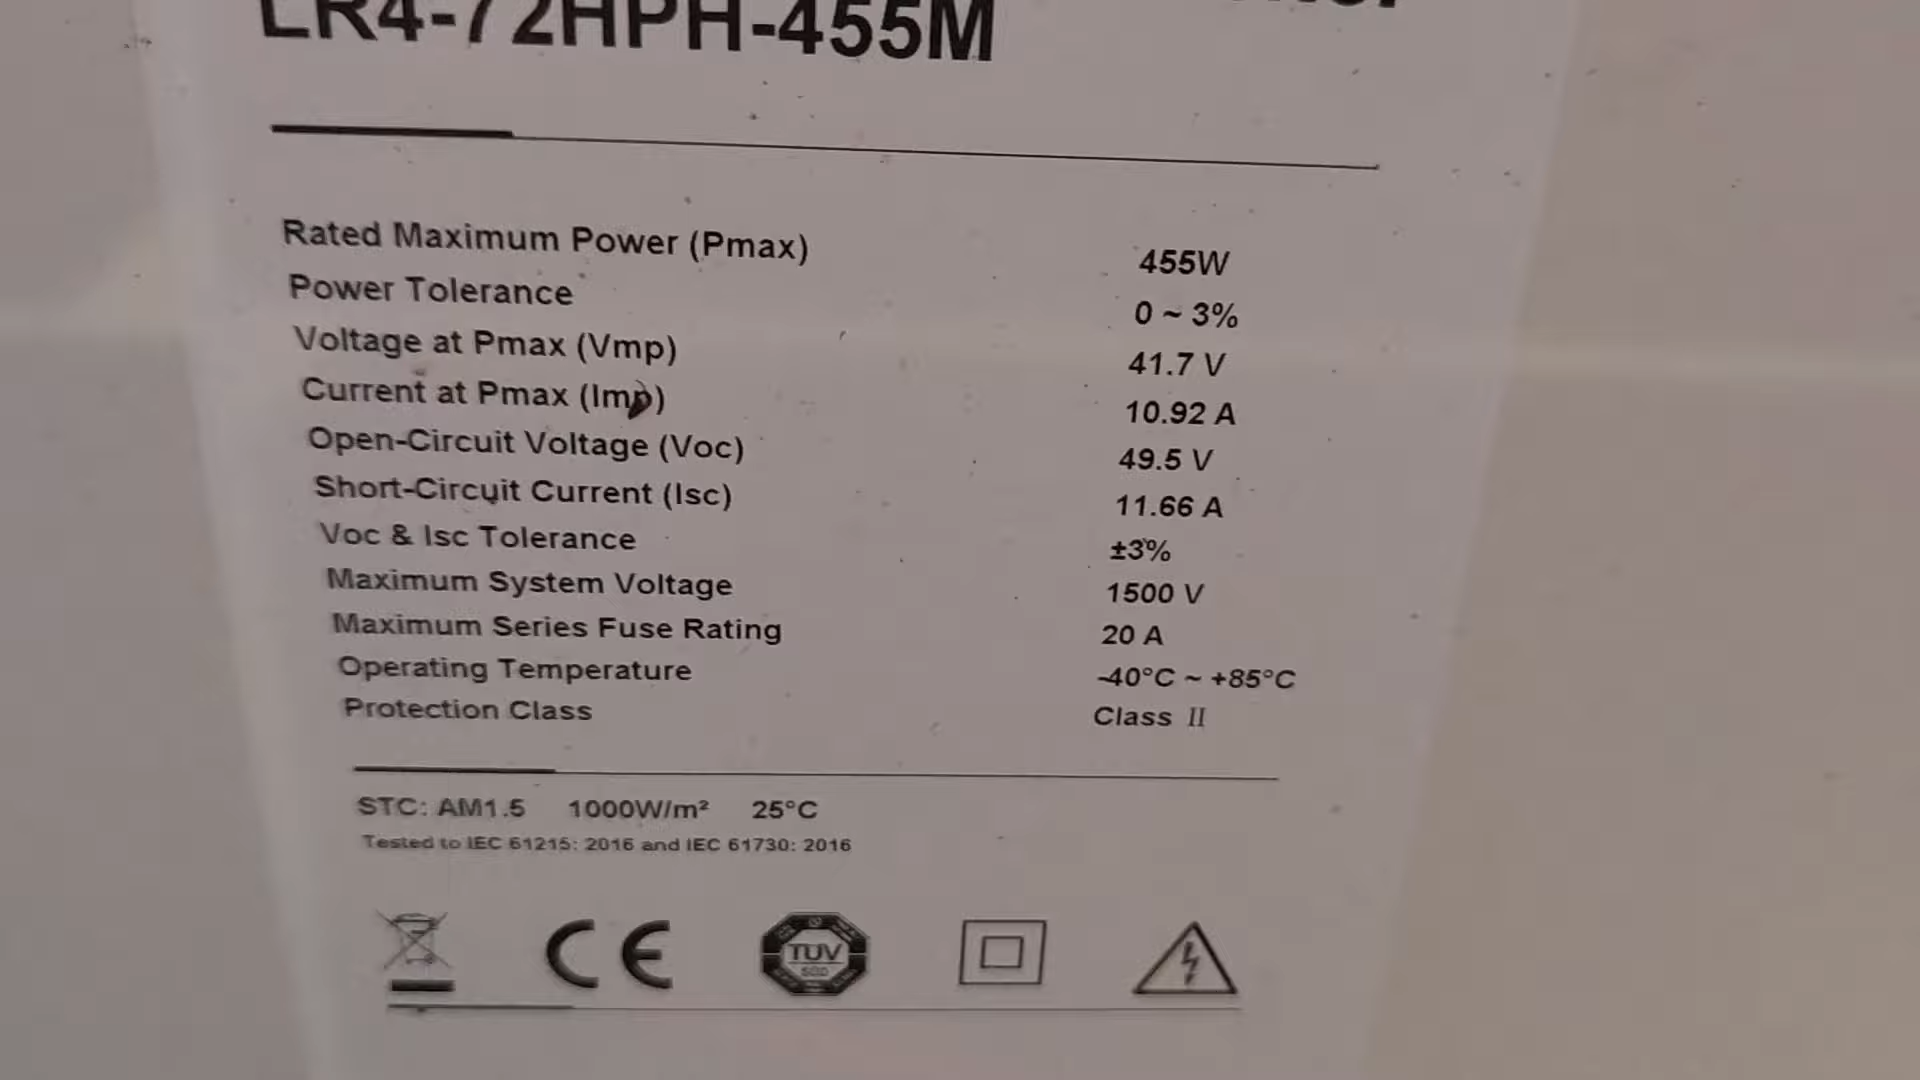 LR4-72HPH-455M
Rated Maximum Power (Pmax) 455W
Power Tolerance 0 ~ 3%
Voltage at Pmax (Vmp) 41.7 V
Current at Pmax (Imp) 10.92 A
Open-Circuit Voltage (Voc) 49.5 V
Short-Circuit Current (Isc) 11.66 A
Voc & Isc Tolerance ±3%
Maximum System Voltage 1500 V
Maximum Series Fuse Rating 20 A
Operating Temperature -40°C ~ +85°C
Protection Class Class II
STC: AM1.5 1000W/m² 25°C
Tested to IEC 61215: 2016 and IEC 61730: 2016
CE
TUV
SUD